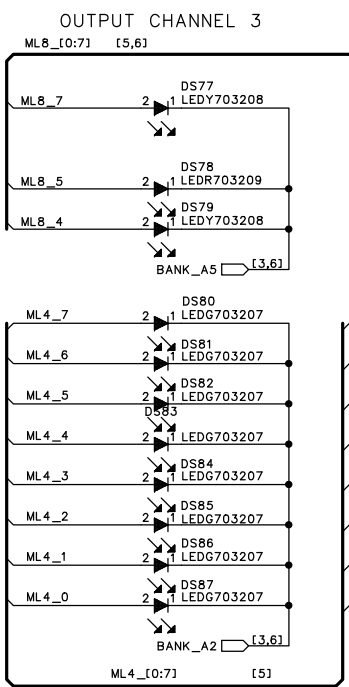 OUTPUT CHANNEL 3
ML8_[0:7] [5,6]
DS77
ML8_7 2 1 LEDY703208
DS78
ML8_5 2 1 LEDR703209
DS79
ML8_4 2 1 LEDY703208
BANK_A5 [3,6]
DS80
ML4_7 2 1 LEDG703207
DS81
ML4_6 2 1 LEDG703207
DS82
ML4_5 2 1 LEDG703207
DS83
ML4_4 2 1 LEDG703207
DS84
ML4_3 2 1 LEDG703207
DS85
ML4_2 2 1 LEDG703207
DS86
ML4_1 2 1 LEDG703207
DS87
ML4_0 2 1 LEDG703207
BANK_A2 [3,6]
ML4_[0:7] [5]